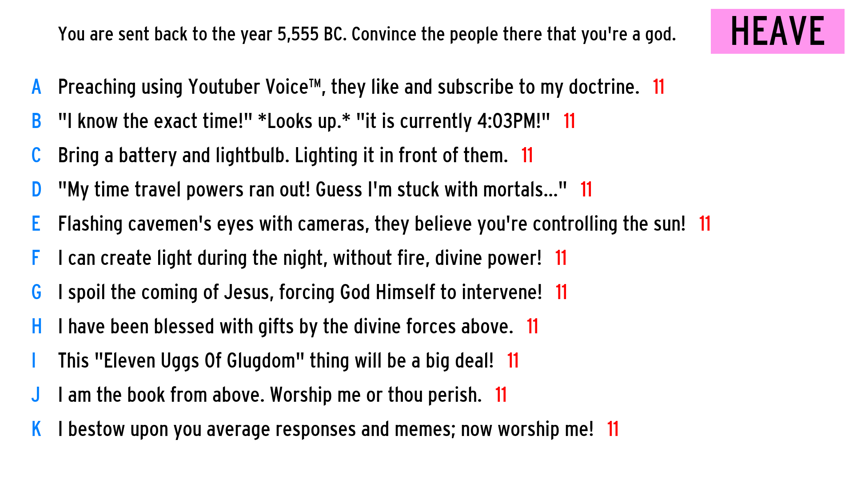 You are sent back to the year 5,555 BC. Convince the people there that you're a god.
HEAVE
A Preaching using Youtuber Voice™, they like and subscribe to my doctrine. 11
B "I know the exact time!" *Looks up.* "it is currently 4:03PM!" 11
C Bring a battery and lightbulb. Lighting it in front of them. 11
D "My time travel powers ran out! Guess I'm stuck with mortals..." 11
E Flashing cavemen's eyes with cameras, they believe you're controlling the sun! 11
F I can create light during the night, without fire, divine power! 11
G I spoil the coming of Jesus, forcing God Himself to intervene! 11
H I have been blessed with gifts by the divine forces above. 11
I This "Eleven Uggs Of Glugdom" thing will be a big deal! 11
J I am the book from above. Worship me or thou perish. 11
K I bestow upon you average responses and memes; now worship me! 11